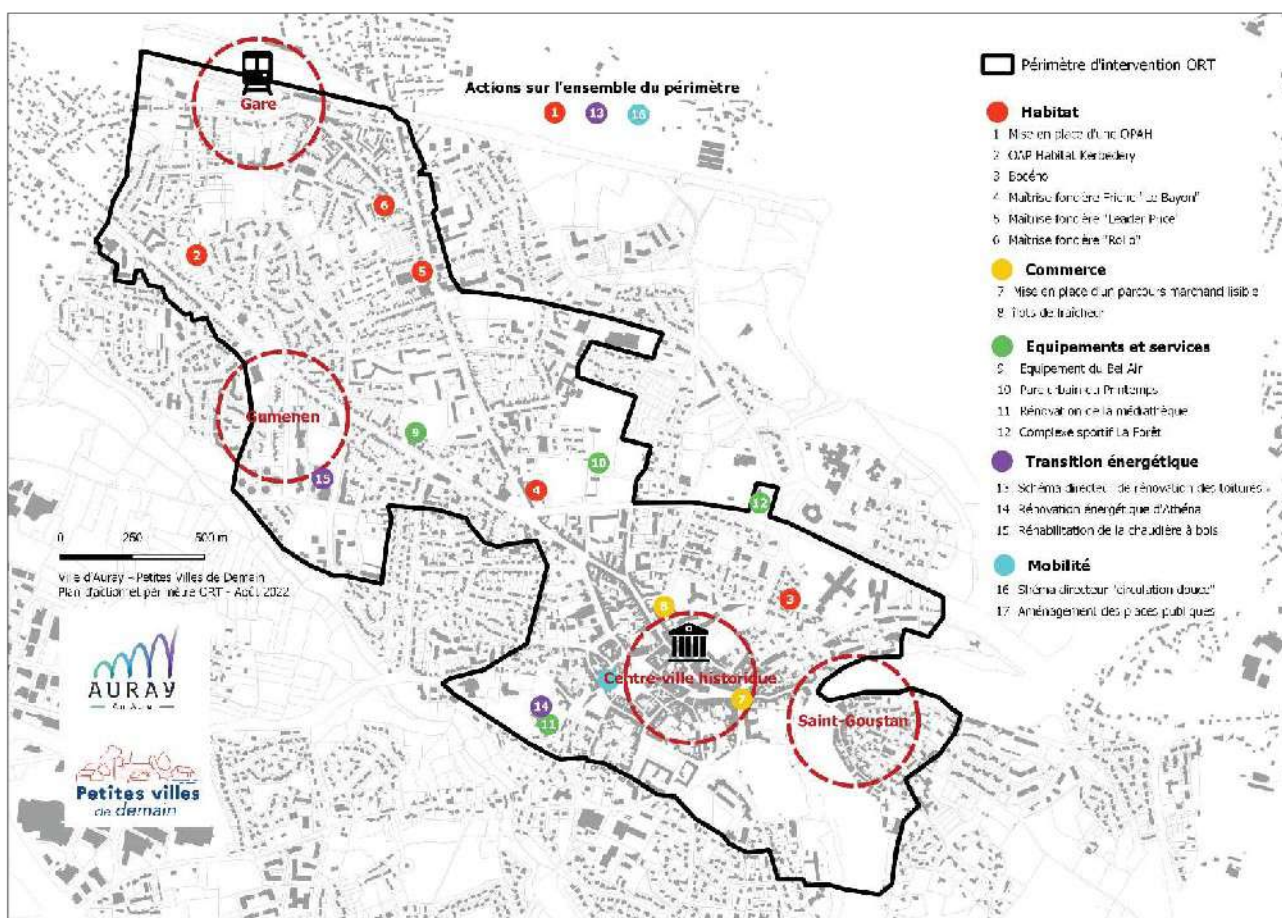 Gare
Actions sur l'ensemble du périmètre
1 13 16
6
2
5
Gumenen
9
15
10
4
12
3
8
Centre-ville historique
7
Saint-Goustan
14
11
0 250 500 m
Ville d'Auray - Petites Villes de Demain
Plan d'action et périmètre ORT - Août 2022
AURAY
Petites villes
de demain
Périmètre d'intervention ORT
Habitat
1 Mise en place d'une OPAH
2 OAP Habitat Kerbédéry
3 Bocéno
4 Maîtrise foncière Friche "Le Bayon"
5 Maîtrise foncière "Leader Price"
6 Maîtrise foncière "Rollo"
Commerce
7 Mise en place d'un parcours marchand lisible
8 Îlots de fraîcheur
Equipements et services
9 Equipement du Bel Air
10 Parc urbain du Printemps
11 Rénovation de la médiathèque
12 Complexe sportif La Forêt
Transition énergétique
13 Schéma directeur de rénovation des toitures
14 Rénovation énergétique d'Athéna
15 Réhabilitation de la chaudière à bois
Mobilité
16 Shéma directeur "circulation douce"
17 Aménagement des places publiques